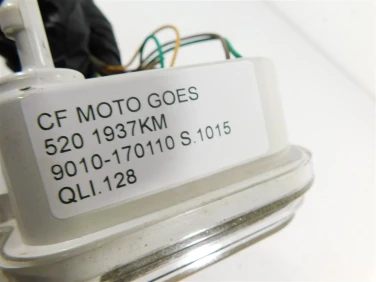 CF MOTO GOES
520 1937KM
9010-170110 S.1015
QLI.128